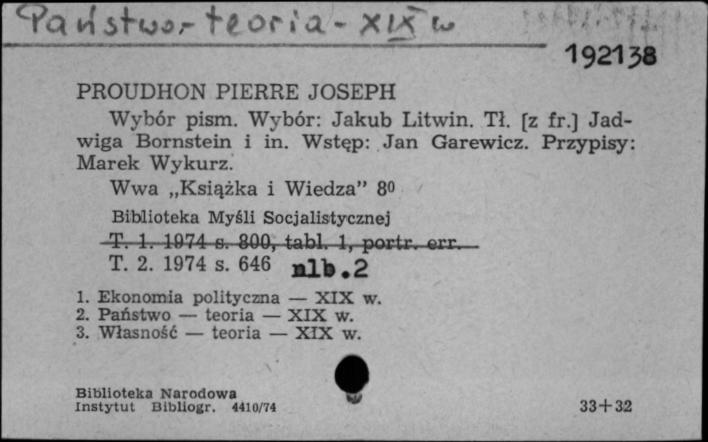 Państwo - teoria - XIX w
192138
PROUDHON PIERRE JOSEPH
Wybór pism. Wybór: Jakub Litwin. Tł. [z fr.] Jad-
wiga Bornstein i in. Wstęp: Jan Garewicz. Przypisy:
Marek Wykurz.
Wwa „Książka i Wiedza” 8⁰
Biblioteka Myśli Socjalistycznej
T. 1. 1974 s. 800, tabl. 1, portr. err.
T. 2. 1974 s. 646 nlb.2
1. Ekonomia polityczna — XIX w.
2. Państwo — teoria — XIX w.
3. Własność — teoria — XIX w.
Biblioteka Narodowa
Instytut Bibliogr. 4410/74
33+32